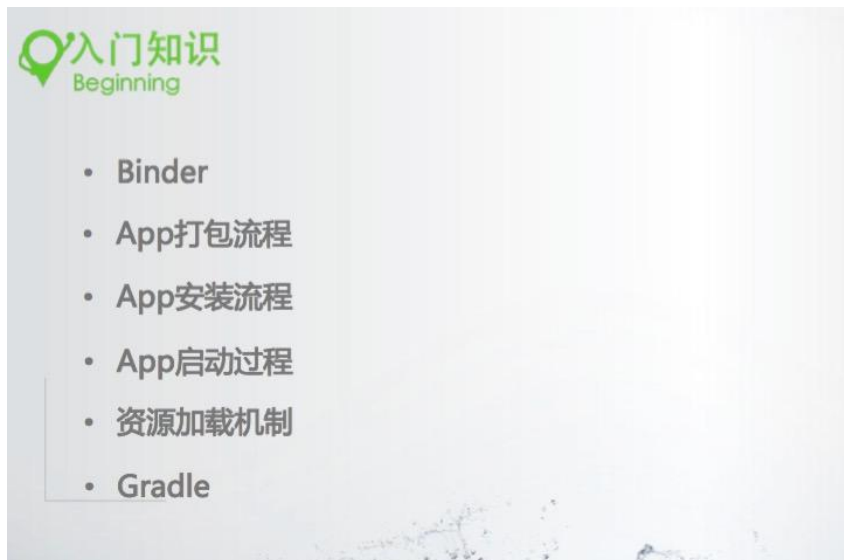 入门知识
Beginning
• Binder
• App打包流程
• App安装流程
• App启动过程
• 资源加载机制
• Gradle